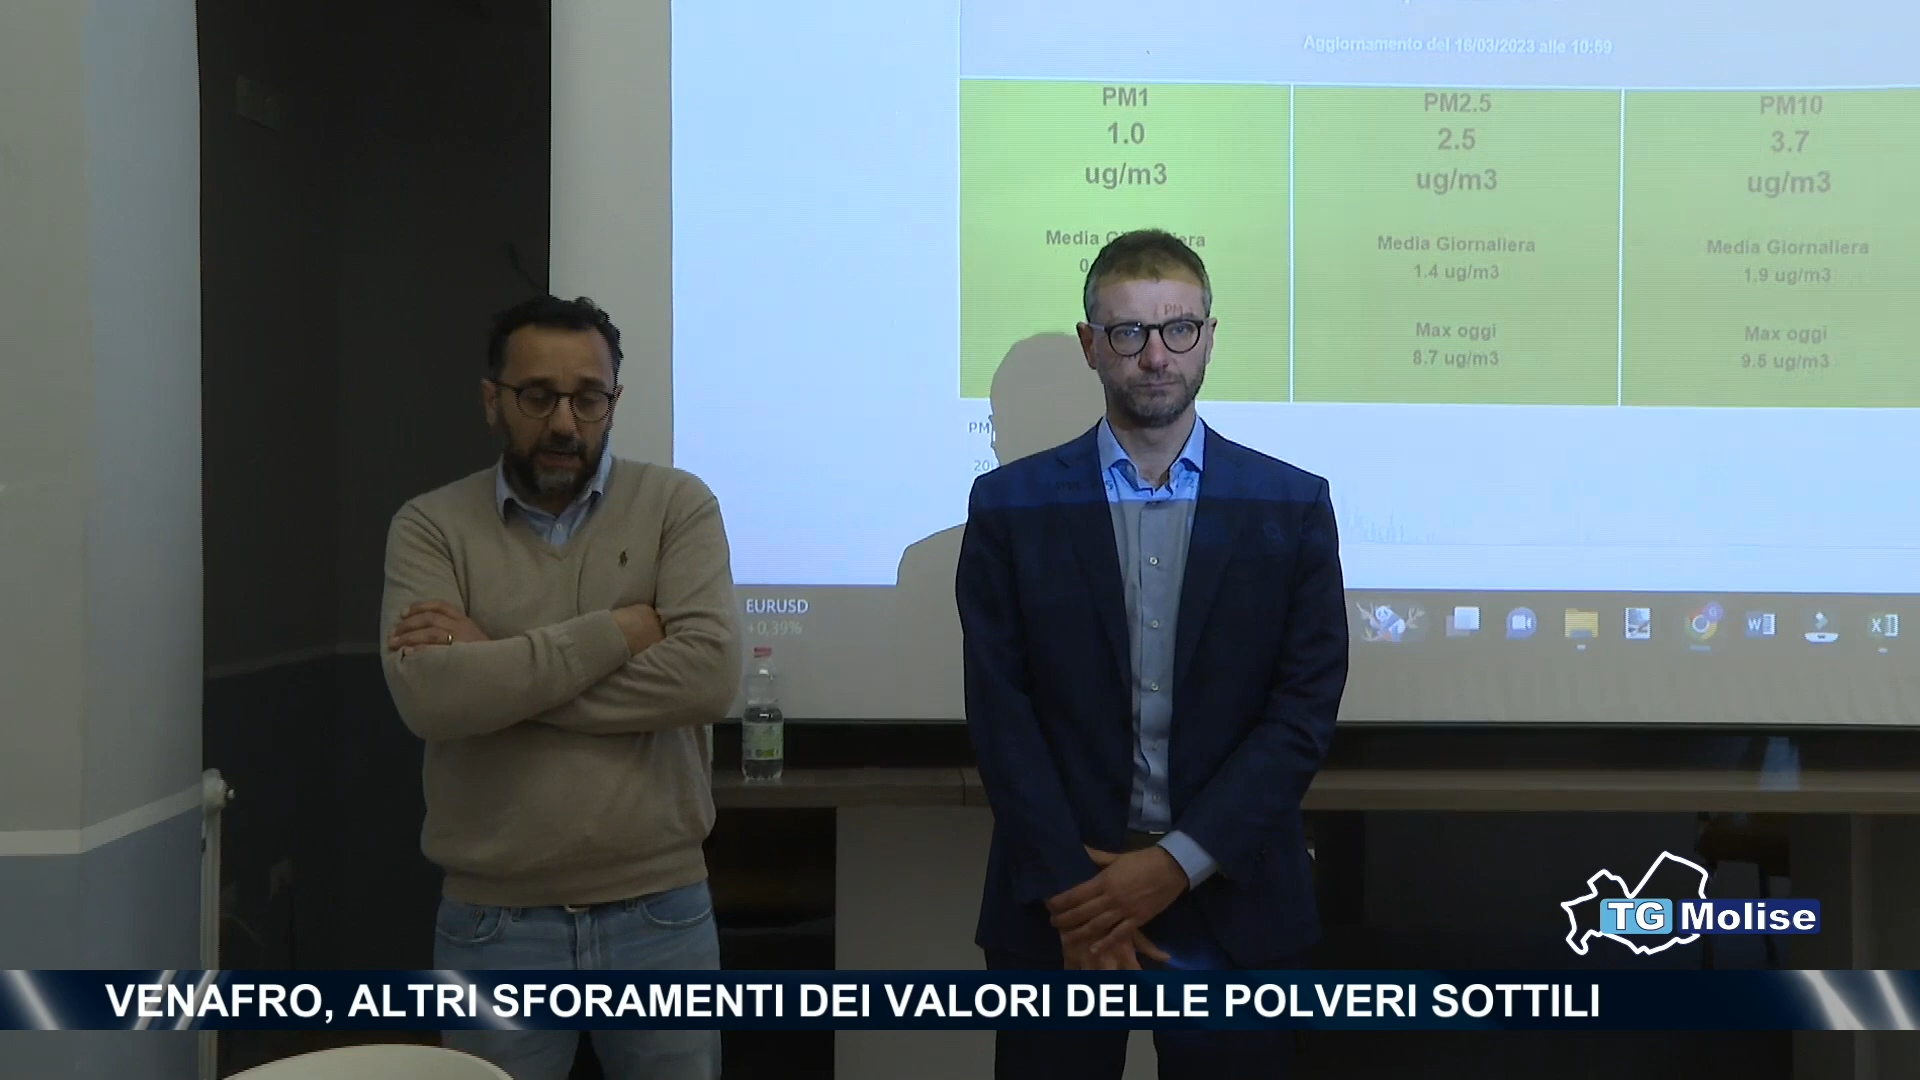 Aggiornamento del 16/03/2023 alle 10:59
PM1
1.0
ug/m3
Media
PM2.5
2.5
ug/m3
Media Giornaliera
1.4 ug/m3
Max oggi
8.7 ug/m3
PM10
3.7
ug/m3
Media Giornaliera
1.9 ug/m3
Max oggi
9.5 ug/m3
PM
EURUSD
+0,39%
TG Molise
VENAFRO, ALTRI SFORAMENTI DEI VALORI DELLE POLVERI SOTTILI